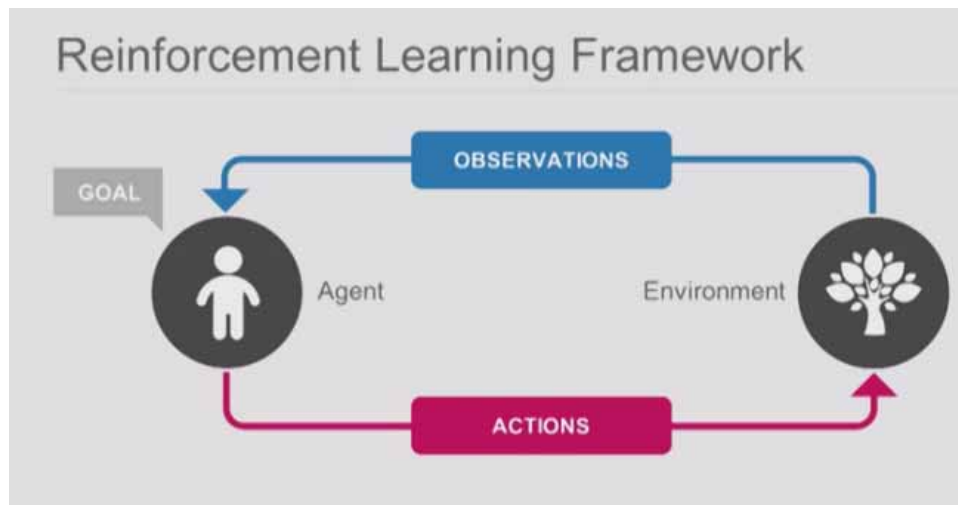 Reinforcement Learning Framework
OBSERVATIONS
GOAL
Agent
Environment
ACTIONS